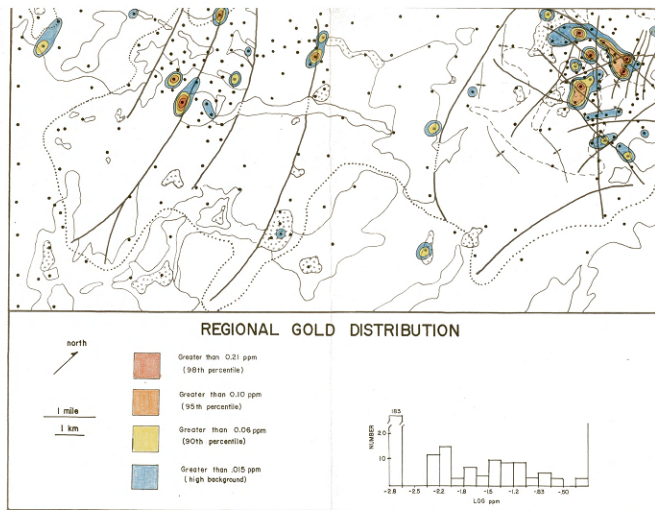 REGIONAL GOLD DISTRIBUTION
north
Greater than 0.21 ppm
(98th percentile)
Greater than 0.10 ppm
(95th percentile)
1 mile
1 km
Greater than 0.06 ppm
(90th percentile)
Greater than .015 ppm
(high background)
183
NUMBER
20
10
-2.8 -2.5 -2.2 -1.8 -1.5 -1.2 -.83 -.50
LOG ppm